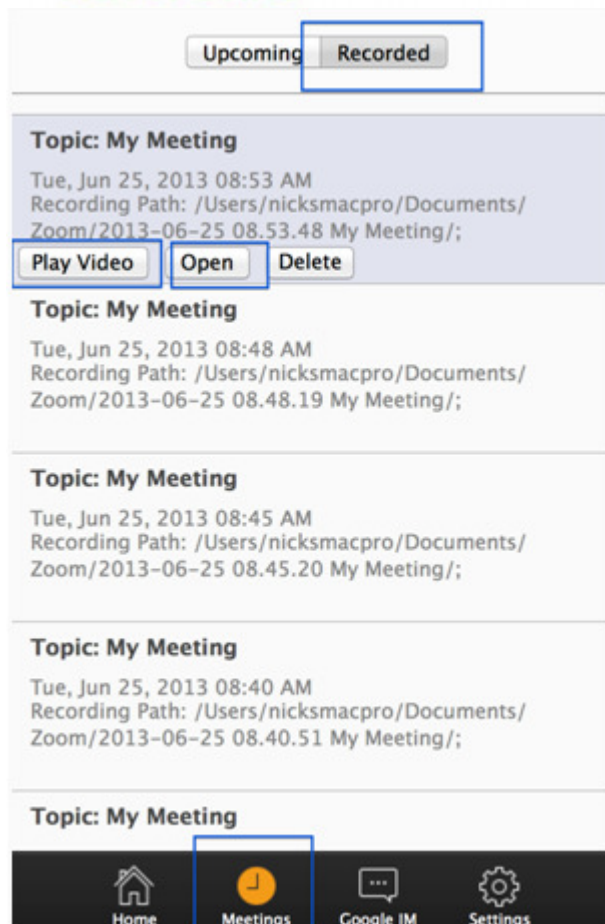 Upcoming Recorded
Topic: My Meeting
Tue, Jun 25, 2013 08:53 AM
Recording Path: /Users/nicksmacpro/Documents/
Zoom/2013-06-25 08.53.48 My Meeting/;
Play Video Open Delete
Topic: My Meeting
Tue, Jun 25, 2013 08:48 AM
Recording Path: /Users/nicksmacpro/Documents/
Zoom/2013-06-25 08.48.19 My Meeting/;
Topic: My Meeting
Tue, Jun 25, 2013 08:45 AM
Recording Path: /Users/nicksmacpro/Documents/
Zoom/2013-06-25 08.45.20 My Meeting/;
Topic: My Meeting
Tue, Jun 25, 2013 08:40 AM
Recording Path: /Users/nicksmacpro/Documents/
Zoom/2013-06-25 08.40.51 My Meeting/;
Topic: My Meeting
Home Meetings Google IM Settings